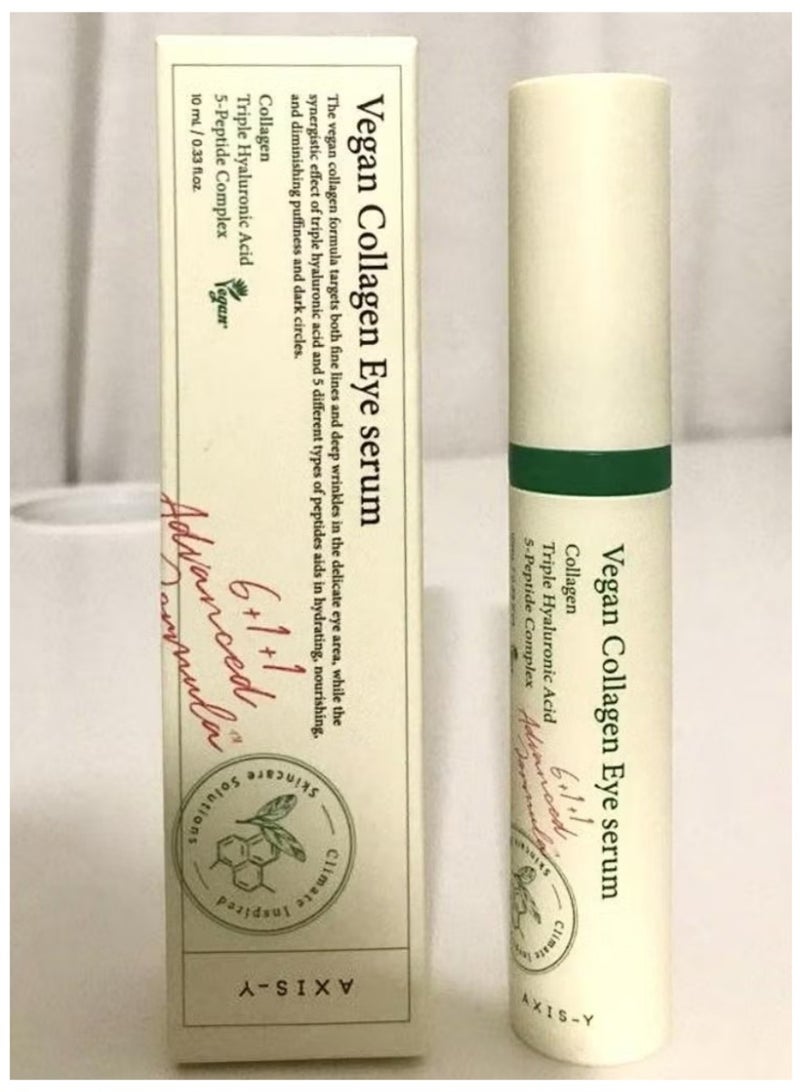 Vegan Collagen Eye serum
The vegan collagen formula targets both fine lines and deep wrinkles in the delicate eye area, while the
synergistic effect of triple hyaluronic acid and 5 different types of peptides aids in hydrating, nourishing,
and diminishing puffiness and dark circles.
Collagen
Triple Hyaluronic Acid
5-Peptide Complex
10 mL / 0.33 fl.oz.
Vegan
6+1+1
Advanced
Formula
Climate Inspired
Skincare Solutions
AXIS-Y
Vegan Collagen Eye serum
Collagen
Triple Hyaluronic Acid
5-Peptide Complex
6+1+1
Advanced
Formula
Climate
AXIS-Y